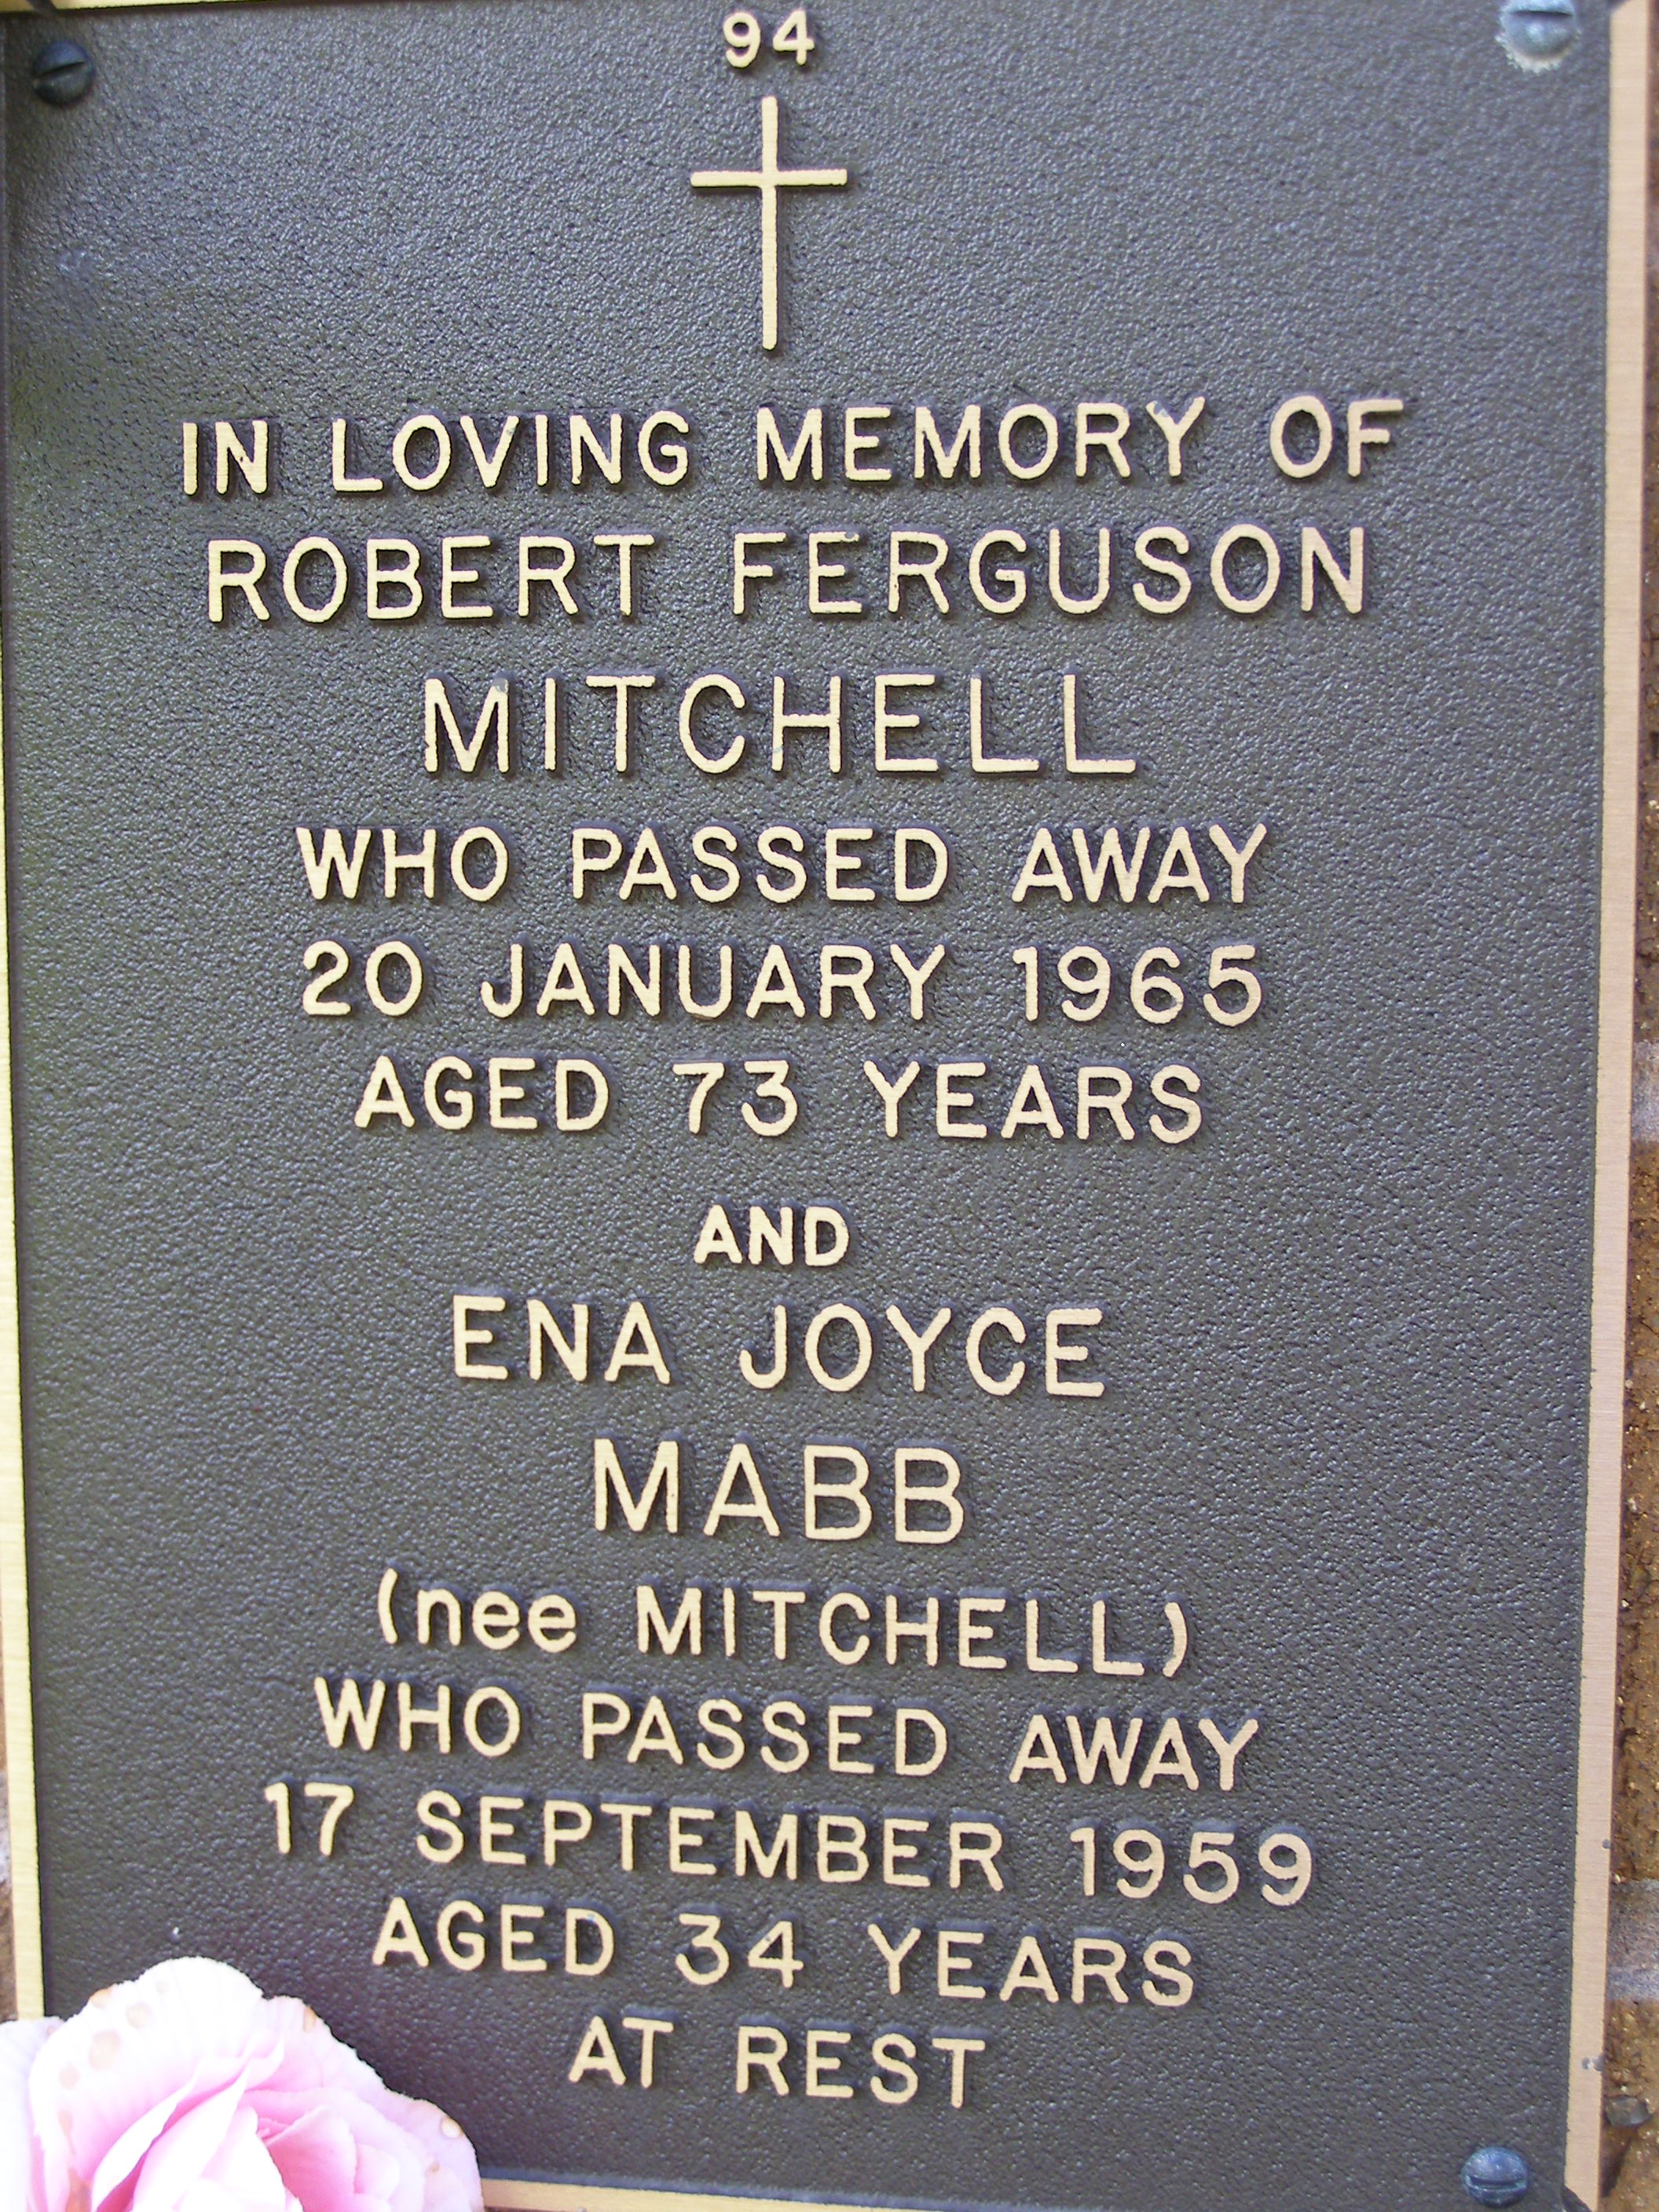 94
IN LOVING MEMORY OF
ROBERT FERGUSON
MITCHELL
WHO PASSED AWAY
20 JANUARY 1965
AGED 73 YEARS
AND
ENA JOYCE
MABB
(nee MITCHELL)
WHO PASSED AWAY
17 SEPTEMBER 1959
AGED 34 YEARS
AT REST